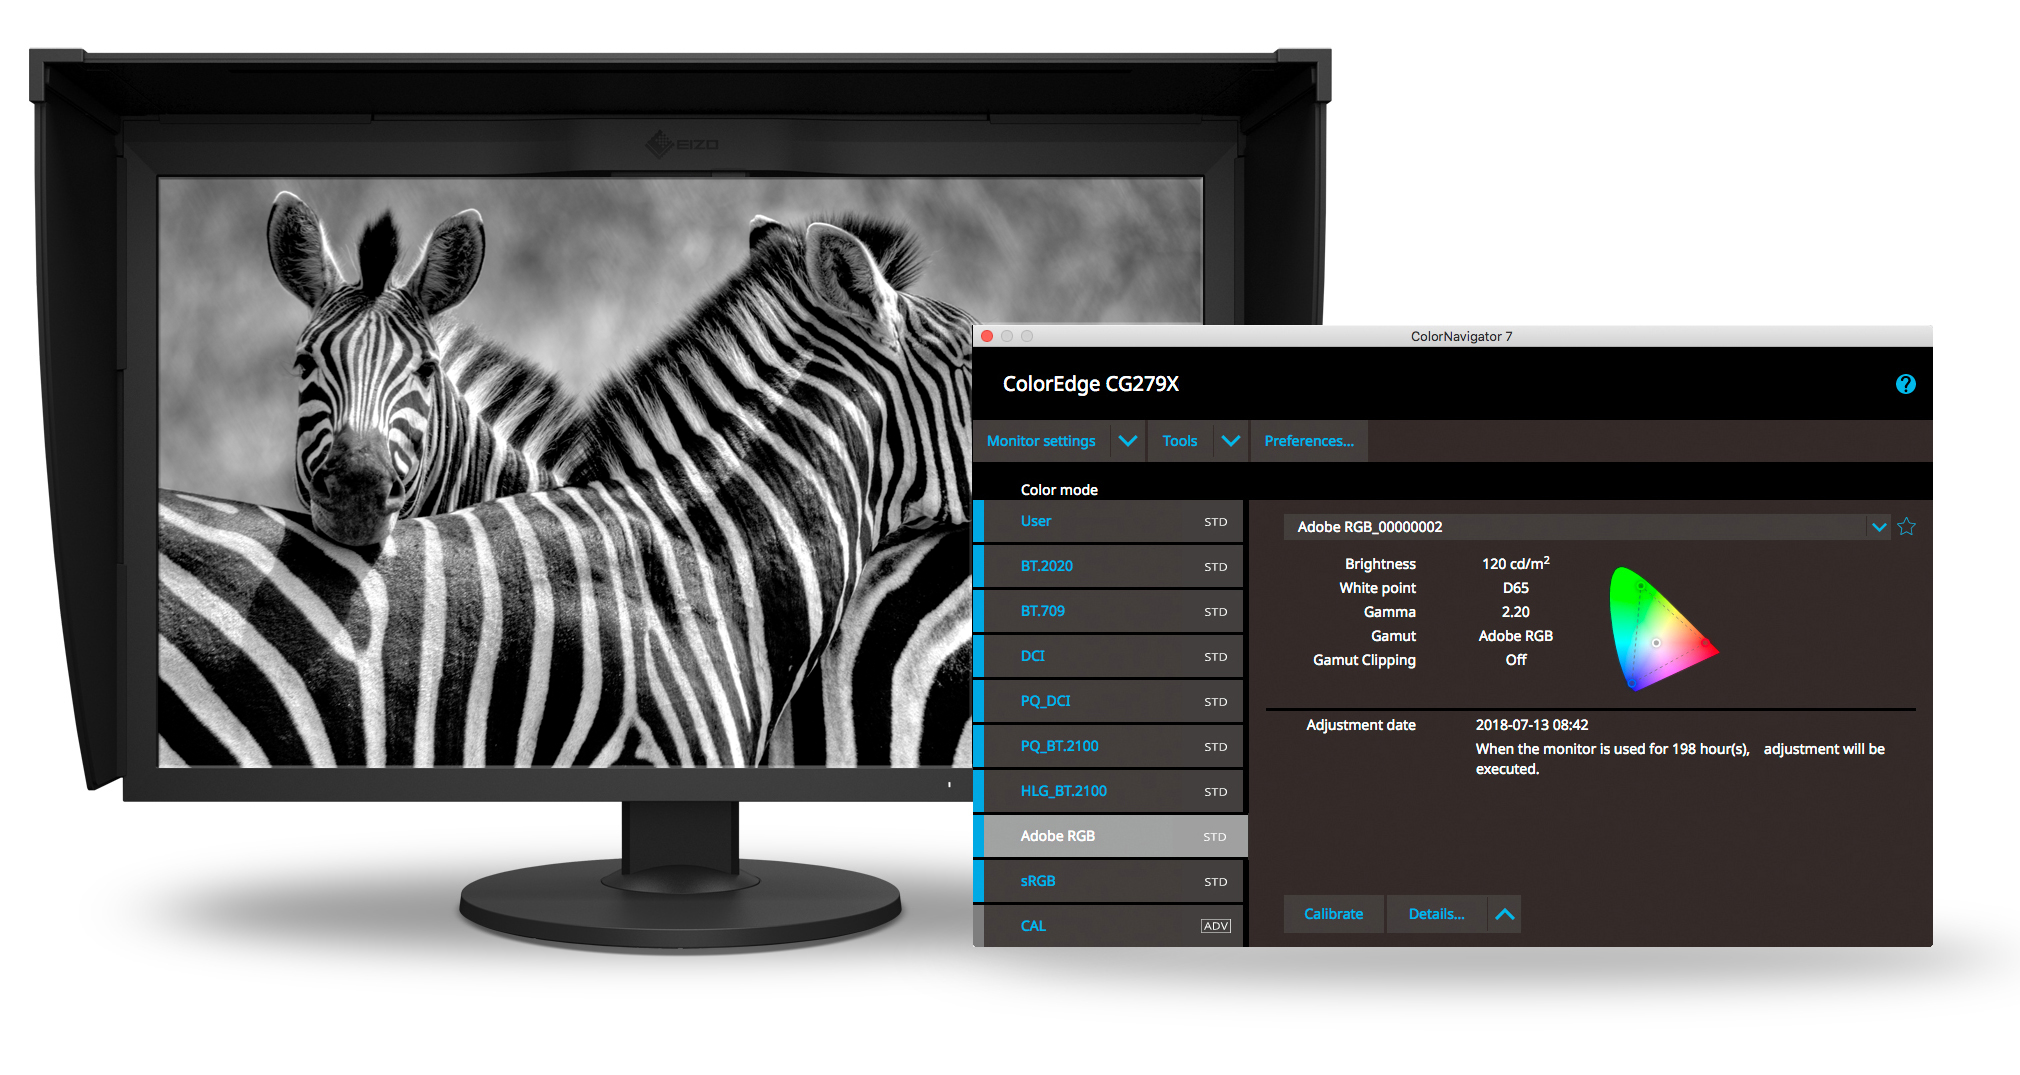 EIZO
ColorNavigator 7
ColorEdge CG279X
?
Monitor settings
Tools
Preferences...
Color mode
User STD
BT.2020 STD
BT.709 STD
DCI STD
PQ_DCI STD
PQ_BT.2100 STD
HLG_BT.2100 STD
Adobe RGB STD
sRGB STD
CAL ADV
Adobe RGB_00000002
Brightness 120 cd/m²
White point D65
Gamma 2.20
Gamut Adobe RGB
Gamut Clipping Off
Adjustment date 2018-07-13 08:42
When the monitor is used for 198 hour(s), adjustment will be
executed.
Calibrate
Details...